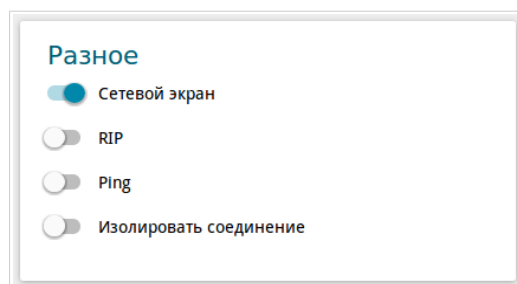 Разное
Сетевой экран
RIP
Ping
Изолировать соединение